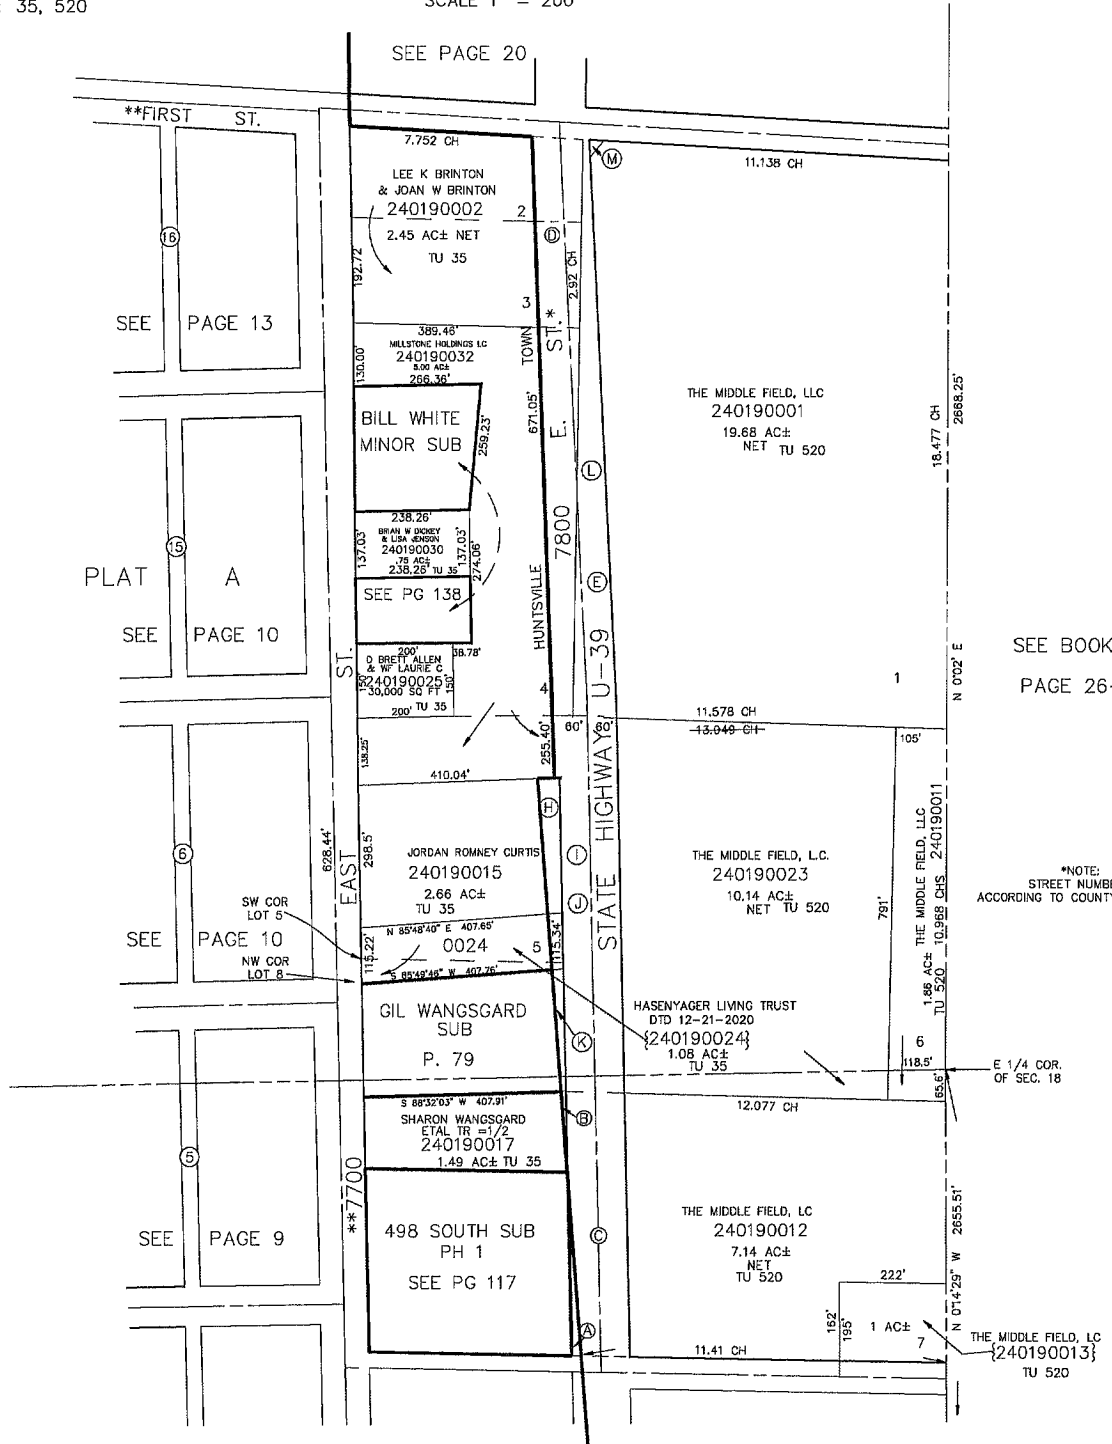 35, 520
SCALE 1" = 200'
SEE PAGE 20
**FIRST ST.
7.752 CH
11.138 CH
M
LEE K BRINTON
& JOAN W BRINTON
240190002
2.45 AC± NET
TU 35
2
D
16
192.72
2.92 CH
3
SEE PAGE 13
389.46'
MILLSTONE HOLDINGS LC
240190032
5.00 AC±
266.36'
130.00'
TOWN
ST.*
671.05'
E.
7800
HUNTSVILLE
BILL WHITE
MINOR SUB
259.23'
THE MIDDLE FIELD, LLC
240190001
19.68 AC±
NET TU 520
18.477 CH
2668.25'
L
238.26'
BRIAN W DICKEY
& LISA JENSON
240190030
.75 AC±
238.26' TU 35
137.03'
137.03'
274.06'
15
PLAT A
E
SEE PG 138
SEE PAGE 10
ST.
200'
38.78'
D BRETT ALLEN
& WF LAURIE C
240190025
30,000 SQ FT
TU 35
150'
150'
200'
4
1
N 0°02' E
SEE BOOK
PAGE 26-
11.578 CH
13.049 CH
60' 60'
105'
255.40'
138.25'
410.04'
STATE HIGHWAY U-39
H
628.44'
298.5'
EAST
6
JORDAN ROMNEY CURTIS
240190015
2.66 AC±
TU 35
I
J
THE MIDDLE FIELD, L.C.
240190023
10.14 AC±
NET TU 520
791'
THE MIDDLE FIELD, LLC
1.86 AC± 10.968 CHS 240190011
TU 520
*NOTE:
STREET NUMBE
ACCORDING TO COUNT
SW COR
LOT 5
N 85°48'40" E 407.65'
0024
5
115.22'
115.34'
S 85°49'46" W 407.76'
SEE PAGE 10
NW COR
LOT 8
GIL WANGSGARD
SUB
P. 79
K
HASENYAGER LIVING TRUST
DTD 12-21-2020
{240190024}
1.08 AC±
TU 35
6
118.5'
65.6'
E 1/4 COR.
OF SEC. 18
12.077 CH
S 88°32'03" W 407.91'
SHARON WANGSGARD
ETAL TR =1/2
240190017
1.49 AC± TU 35
B
5
**7700
498 SOUTH SUB
PH 1
SEE PG 117
C
SEE PAGE 9
THE MIDDLE FIELD, LC
240190012
7.14 AC±
NET
TU 520
N 0°14'29" W 2655.51'
222'
162'
195'
1 AC±
7
A
11.41 CH
THE MIDDLE FIELD, LC
{240190013}
TU 520